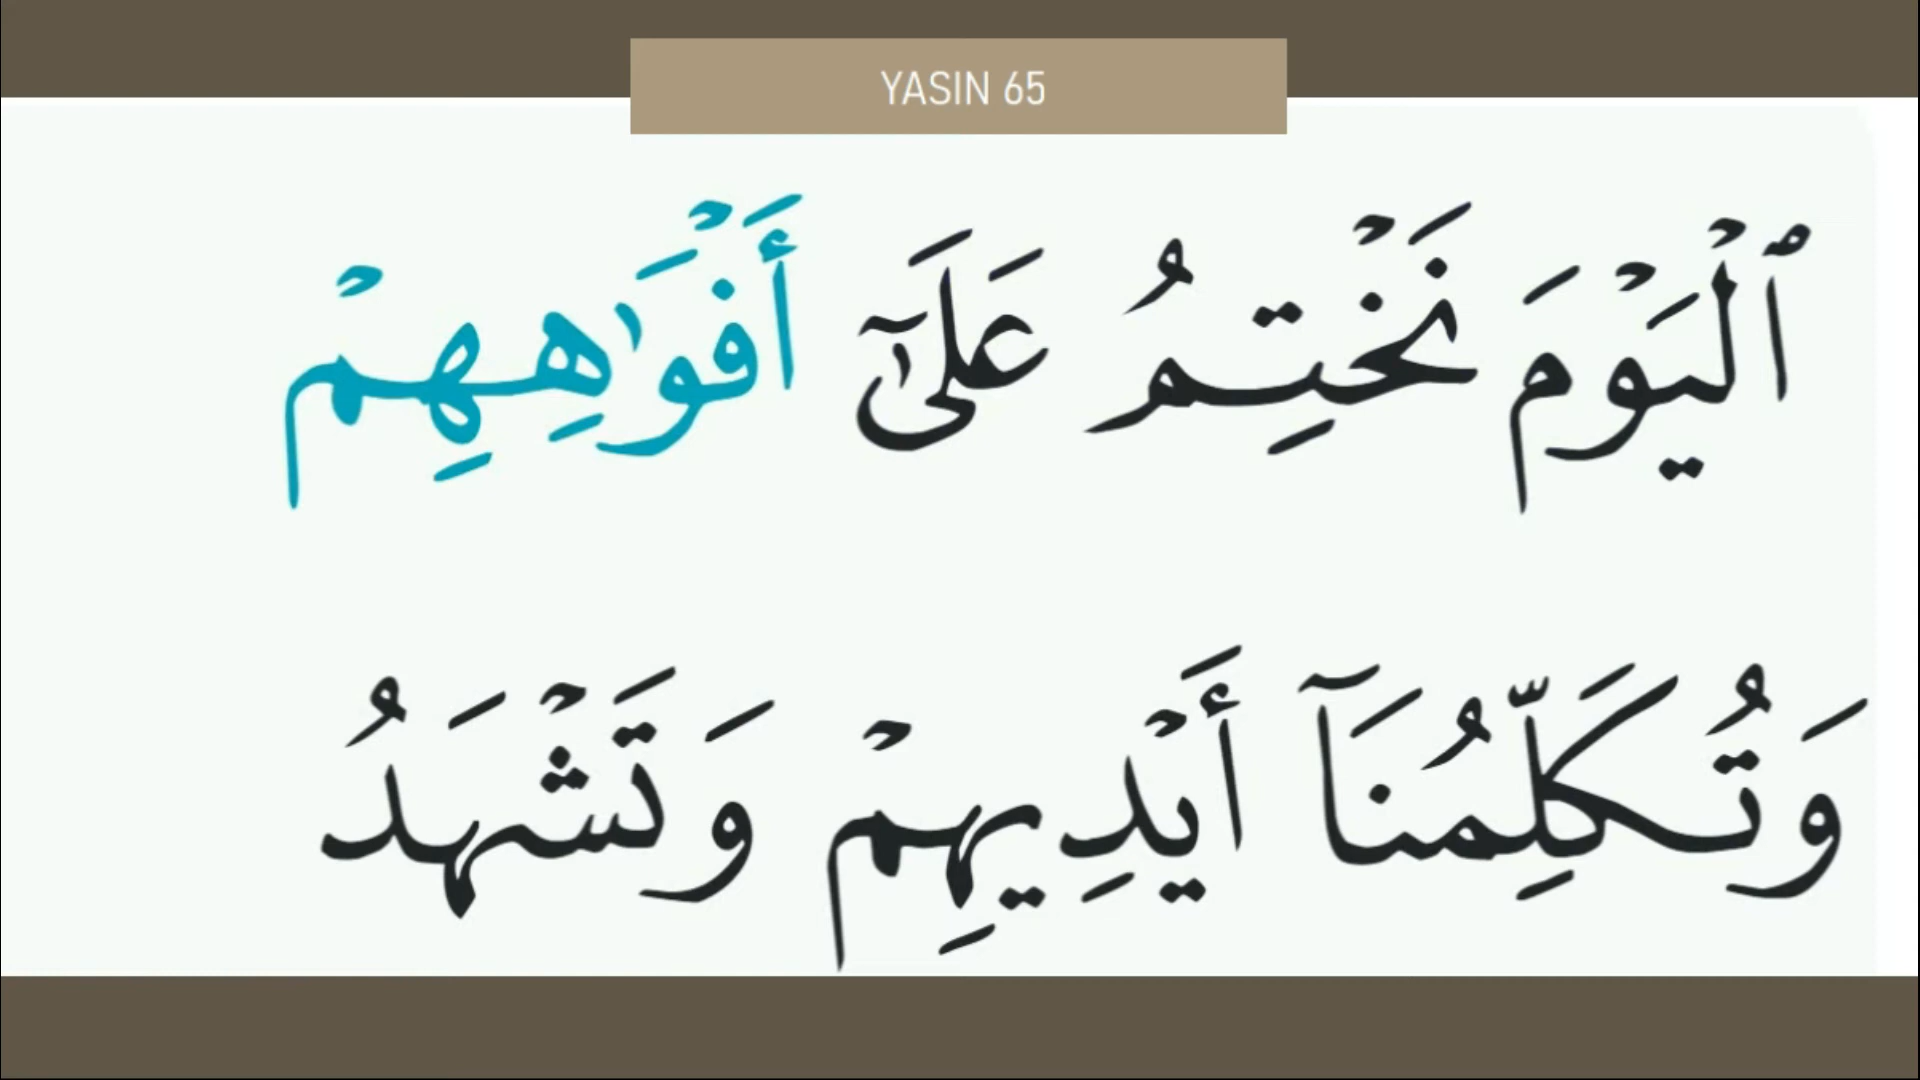 YASIN 65
ٱلْيَوْمَ نَخْتِمُ عَلَىٰٓ أَفْوَٰهِهِمْ
وَتُكَلِّمُنَآ أَيْدِيهِمْ وَتَشْهَدُ